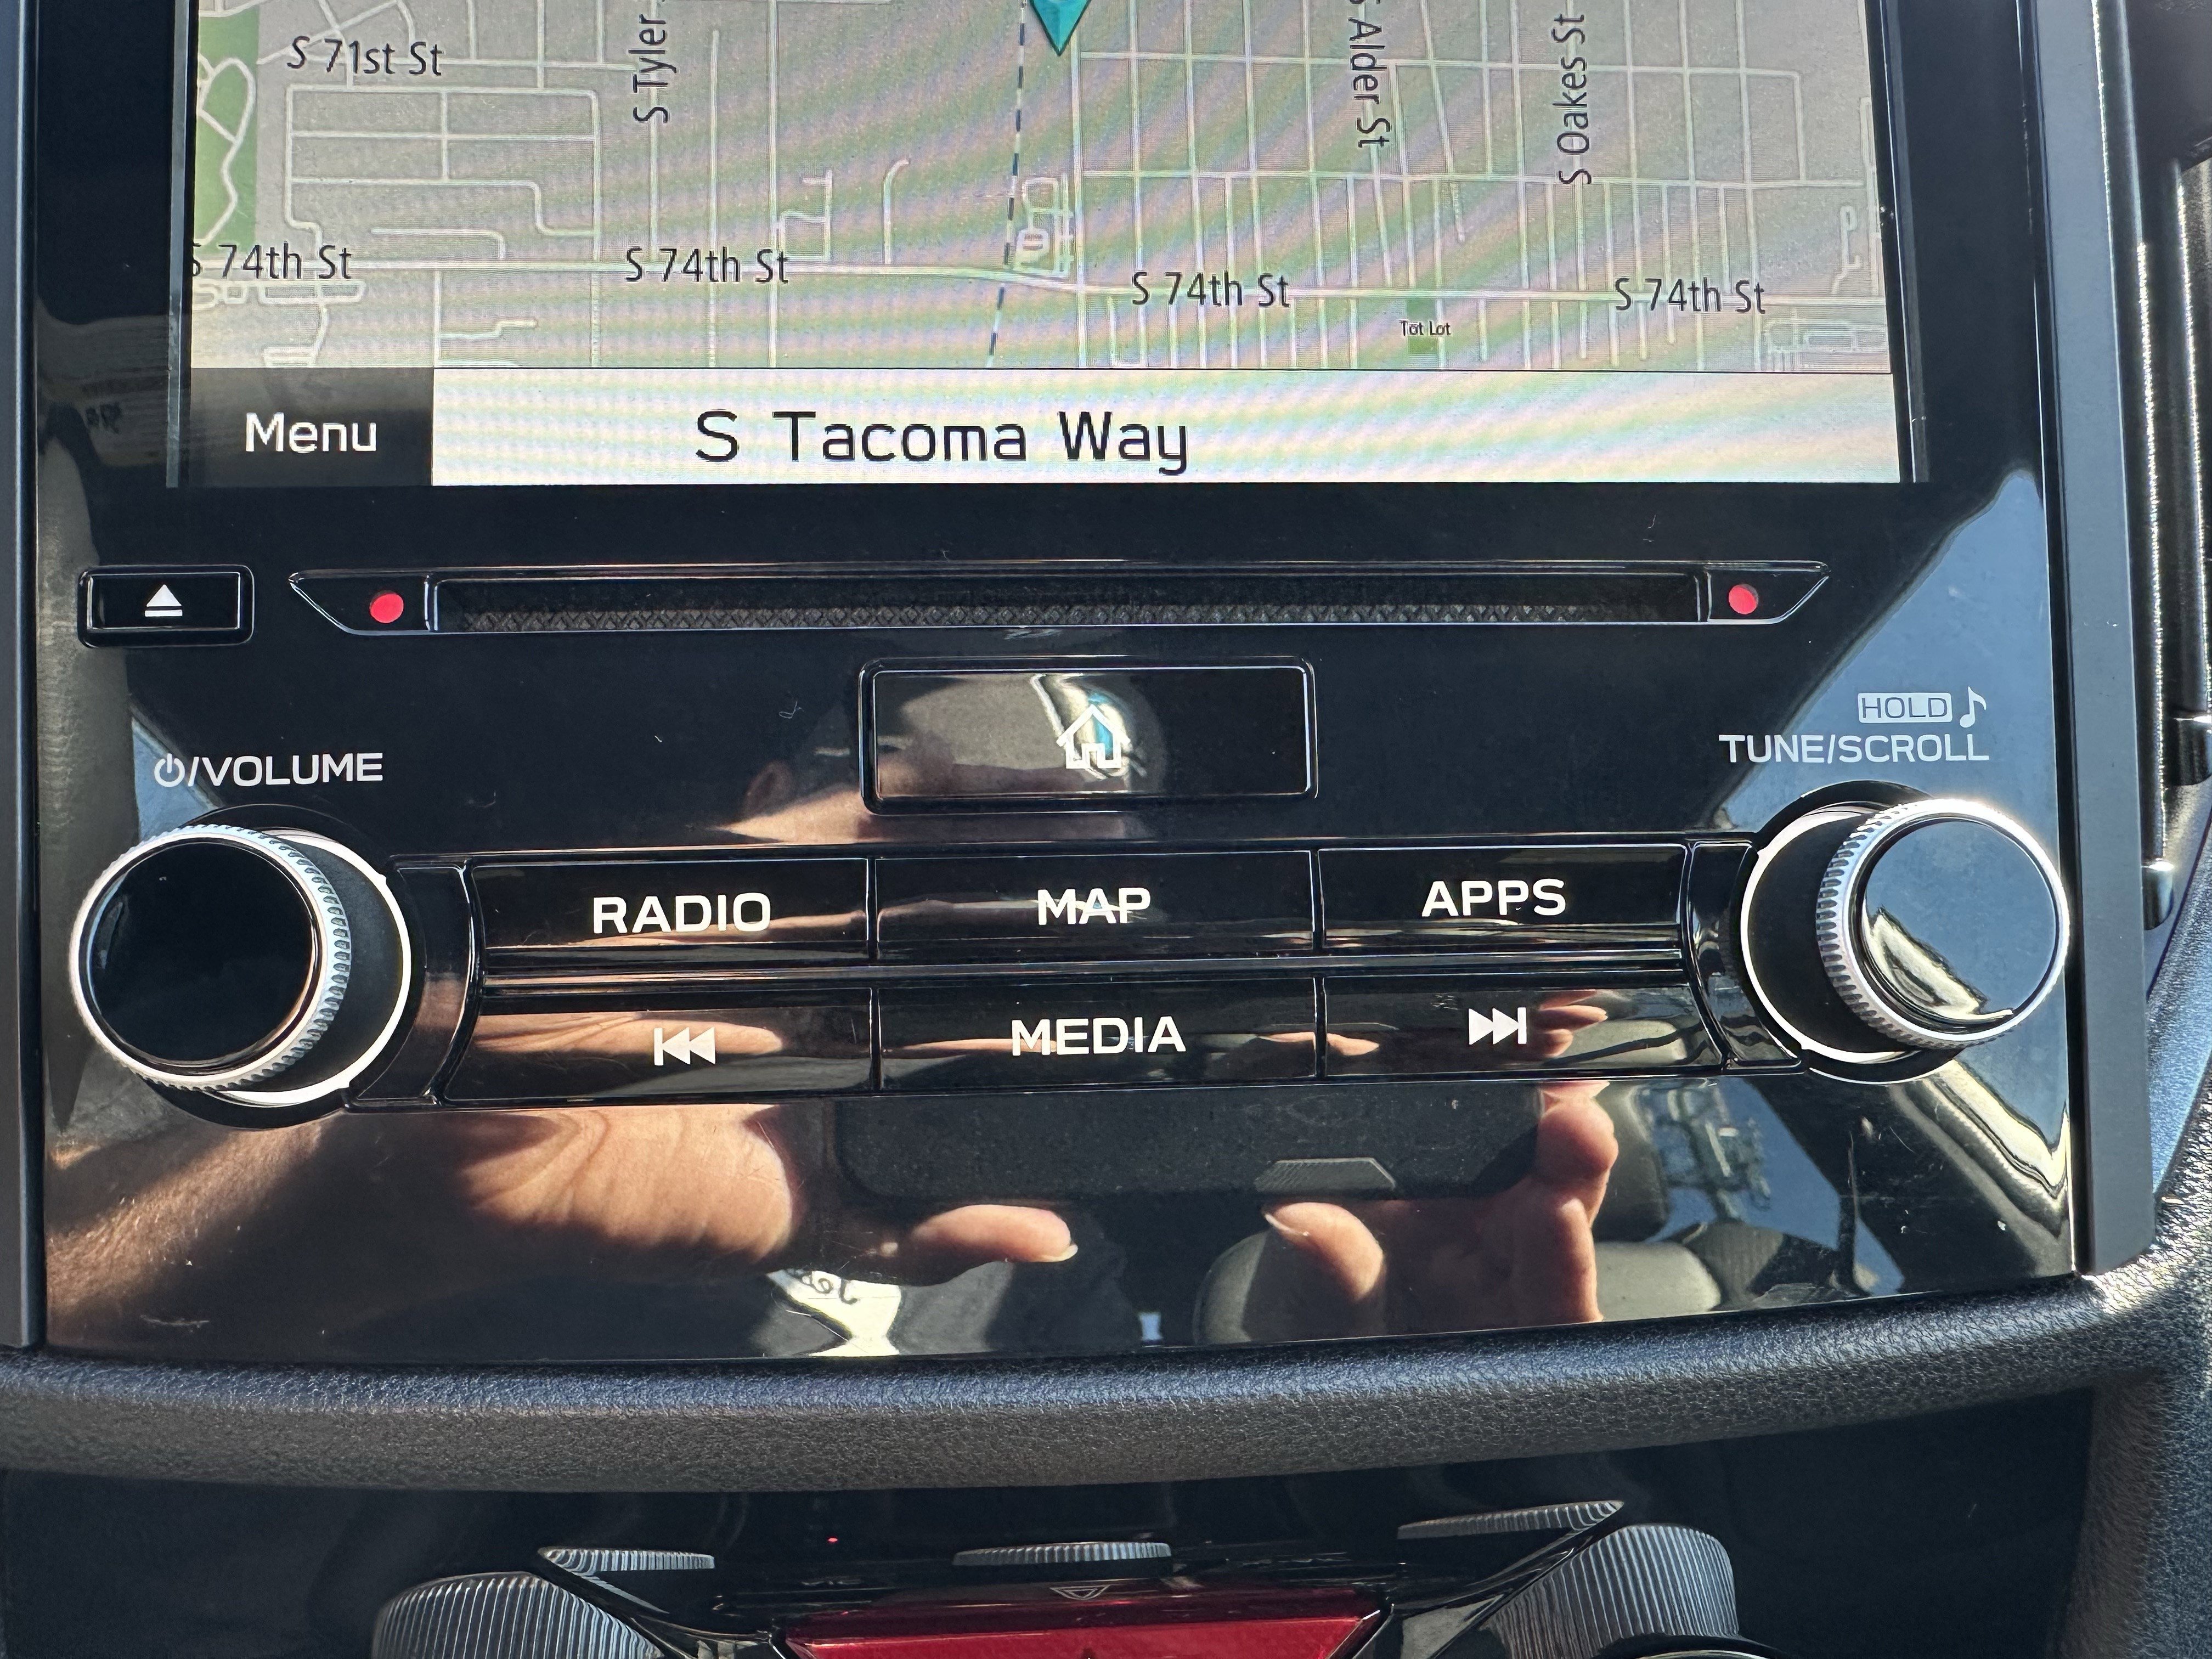 S 71st St
S Tyler
S Alder St
S Oakes St
S 74th St
S 74th St
S 74th St
S 74th St
Tot Lot
Menu
S Tacoma Way
HOLD
/VOLUME
TUNE/SCROLL
RADIO
MAP
APPS
MEDIA